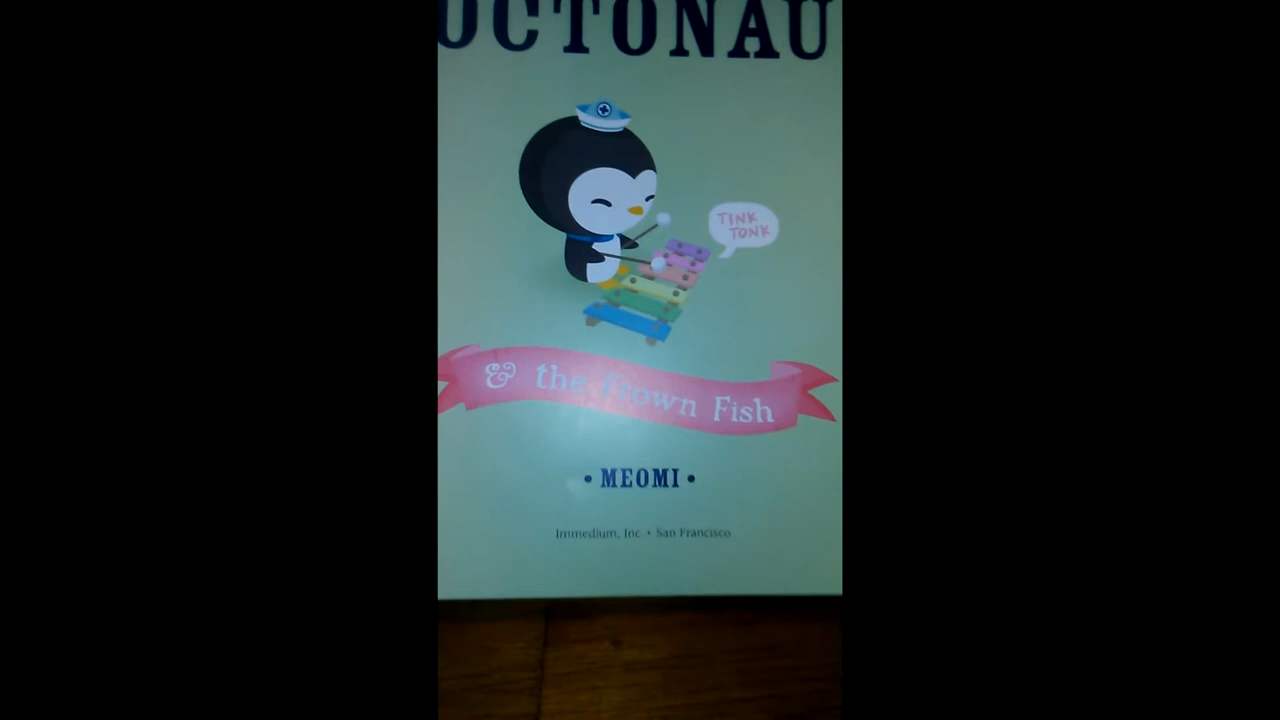 OCTONAU
TINK
TONK
& the Frown Fish
• MEOMI •
Immedium, Inc. • San Francisco